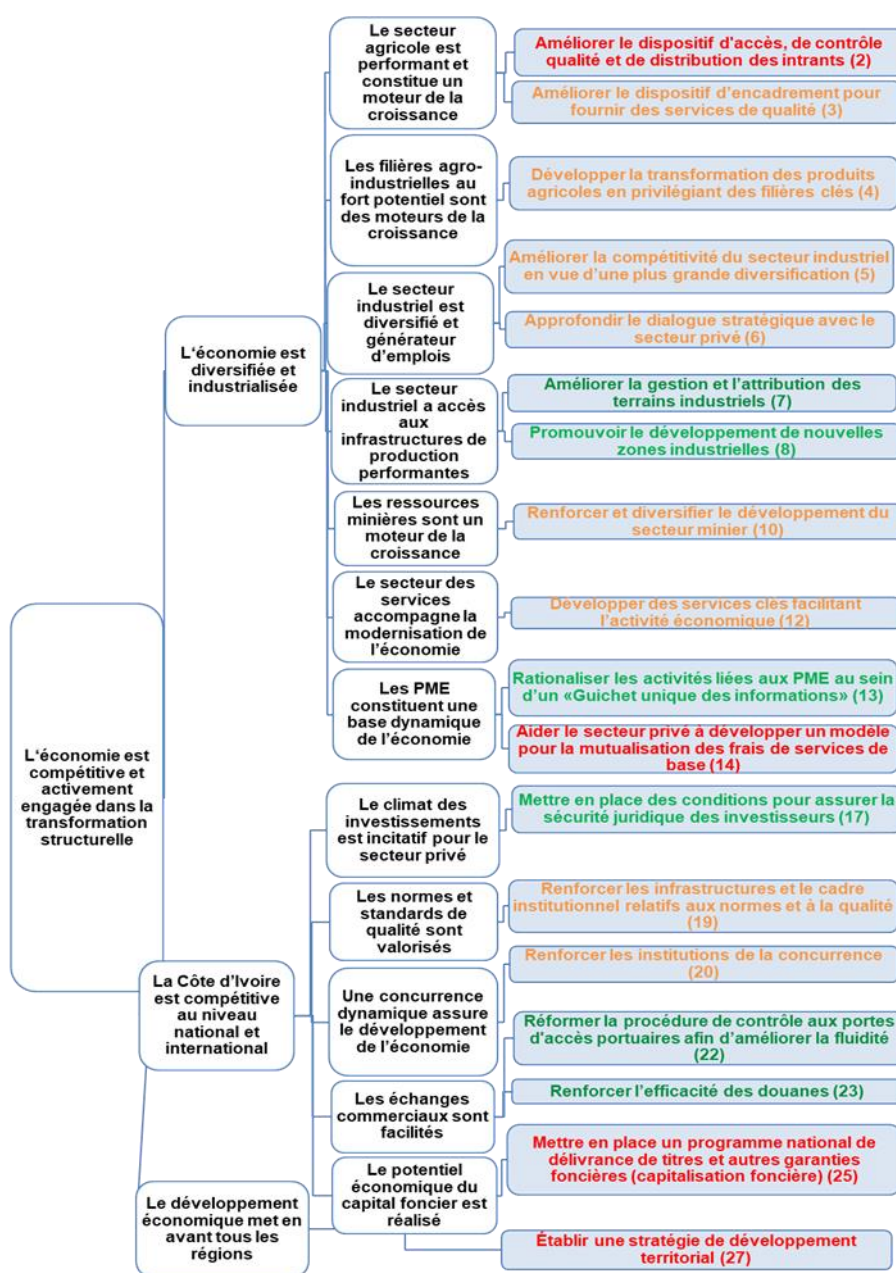 L'économie est
compétitive et
activement
engagée dans la
transformation
structurelle
L'économie est
diversifiée et
industrialisée
Le secteur
agricole est
performant et
constitue un
moteur de la
croissance
Améliorer le dispositif d'accès, de contrôle
qualité et de distribution des intrants (2)
Améliorer le dispositif d'encadrement pour
fournir des services de qualité (3)
Les filières agro-
industrielles au
fort potentiel sont
des moteurs de la
croissance
Développer la transformation des produits
agricoles en privilégiant des filières clés (4)
Le secteur
industriel est
diversifié et
générateur
d'emplois
Améliorer la compétitivité du secteur industriel
en vue d'une plus grande diversification (5)
Approfondir le dialogue stratégique avec le
secteur privé (6)
Le secteur
industriel a accès
aux
infrastructures de
production
performantes
Améliorer la gestion et l'attribution des
terrains industriels (7)
Promouvoir le développement de nouvelles
zones industrielles (8)
Les ressources
minières sont un
moteur de la
croissance
Renforcer et diversifier le développement du
secteur minier (10)
Le secteur des
services
accompagne la
modernisation de
l'économie
Développer des services clès facilitant
l'activité économique (12)
Les PME
constituent une
base dynamique
de l'économie
Rationaliser les activités liées aux PME au sein
d'un «Guichet unique des informations» (13)
Aider le secteur privé à développer un modèle
pour la mutualisation des frais de services de
base (14)
La Côte d'Ivoire
est compétitive
au niveau
national et
international
Le climat des
investissements
est incitatif pour le
secteur privé
Mettre en place des conditions pour assurer la
sécurité juridique des investisseurs (17)
Les normes et
standards de
qualité sont
valorisés
Renforcer les infrastructures et le cadre
institutionnel relatifs aux normes et à la qualité
(19)
Une concurrence
dynamique assure
le développement
de l'économie
Renforcer les institutions de la concurrence
(20)
Les échanges
commerciaux sont
facilités
Réformer la procédure de contrôle aux portes
d'accès portuaires afin d'améliorer la fluidité
(22)
Renforcer l'efficacité des douanes (23)
Le potentiel
économique du
capital foncier est
réalisé
Mettre en place un programme national de
délivrance de titres et autres garanties
foncières (capitalisation foncière) (25)
Le développement
économique met en
avant tous les
régions
Établir une stratégie de développement
territorial (27)